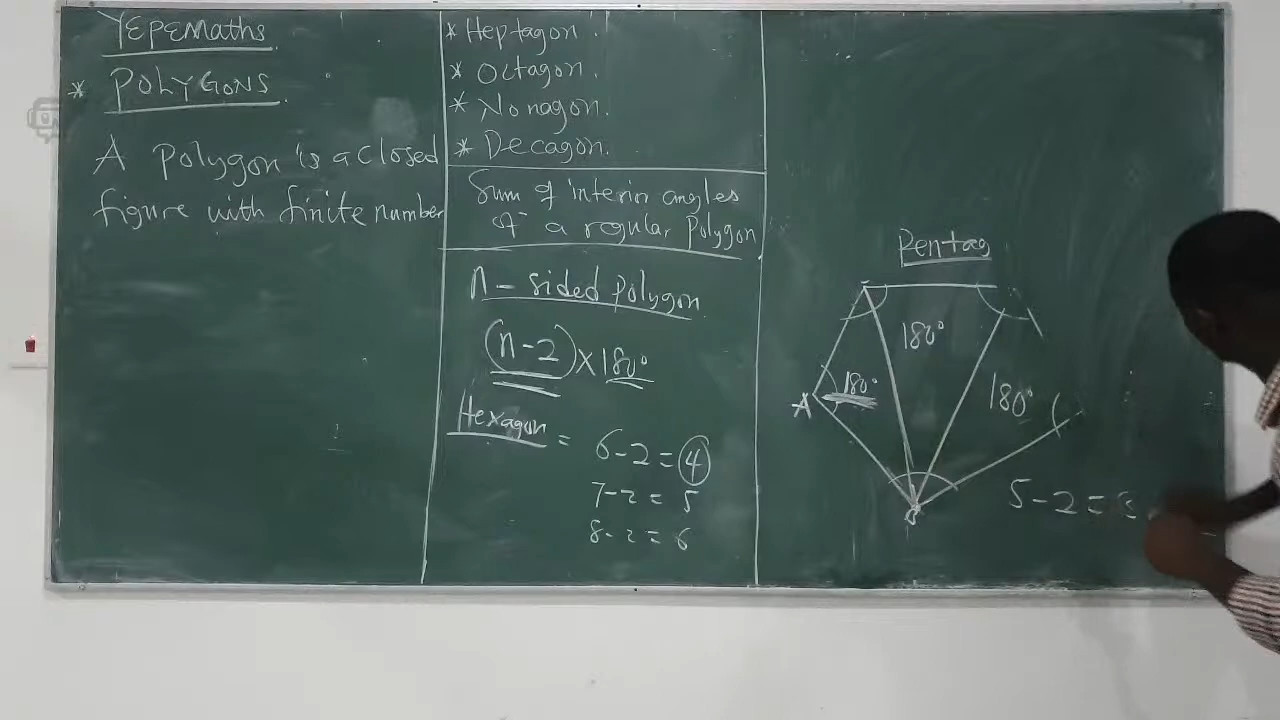 YEPEMaths
* POLYGONS
A Polygon is a closed
figure with finite number
* Heptagon.
* Octagon.
* Nonagon.
* Decagon.
Sum of interior angles
of a regular Polygon
n - sided polygon
(n-2)x180°
Hexagon = 6-2=4
7-2=5
8-2=6
Pentag
180°
180°
A
180°
B
5-2=